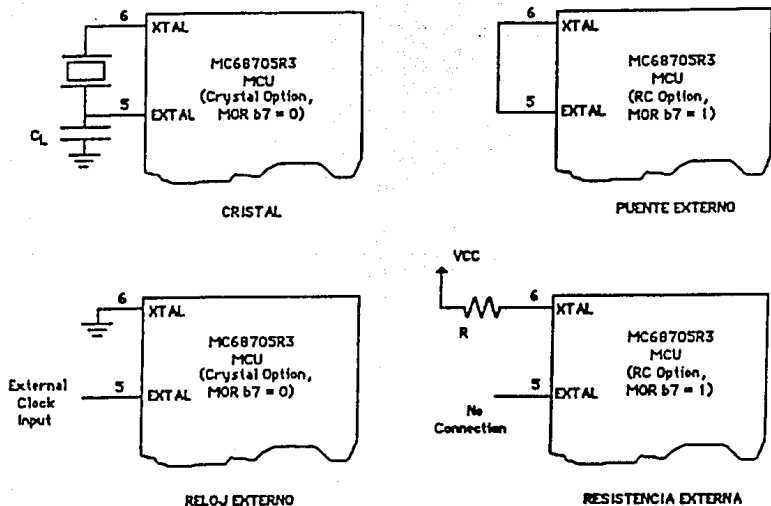 6
XTAL
MC68705R3
MCU
(Crystal Option,
MOR b7 = 0)
5
EXTAL
CL
CRISTAL
6
XTAL
MC68705R3
MCU
(RC Option,
MOR b7 = 1)
5
EXTAL
PUENTE EXTERNO
6
XTAL
MC68705R3
MCU
(Crystal Option,
MOR b7 = 0)
External
Clock
Input
5
EXTAL
RELOJ EXTERNO
VCC
R
6
XTAL
MC68705R3
MCU
(RC Option,
MOR b7 = 1)
5
EXTAL
No
Connection
RESISTENCIA EXTERNA